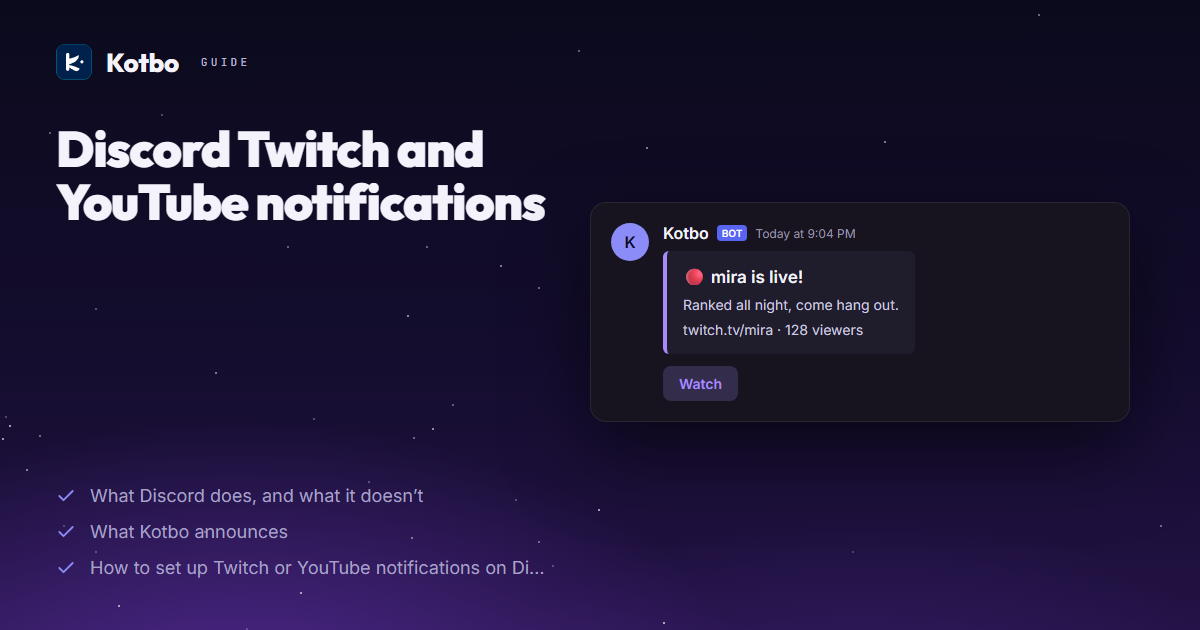 Kotbo GUIDE
Discord Twitch and
YouTube notifications
K
Kotbo BOT Today at 9:04 PM
🔴 mira is live!
Ranked all night, come hang out.
twitch.tv/mira · 128 viewers
Watch
What Discord does, and what it doesn’t
What Kotbo announces
How to set up Twitch or YouTube notifications on Di...